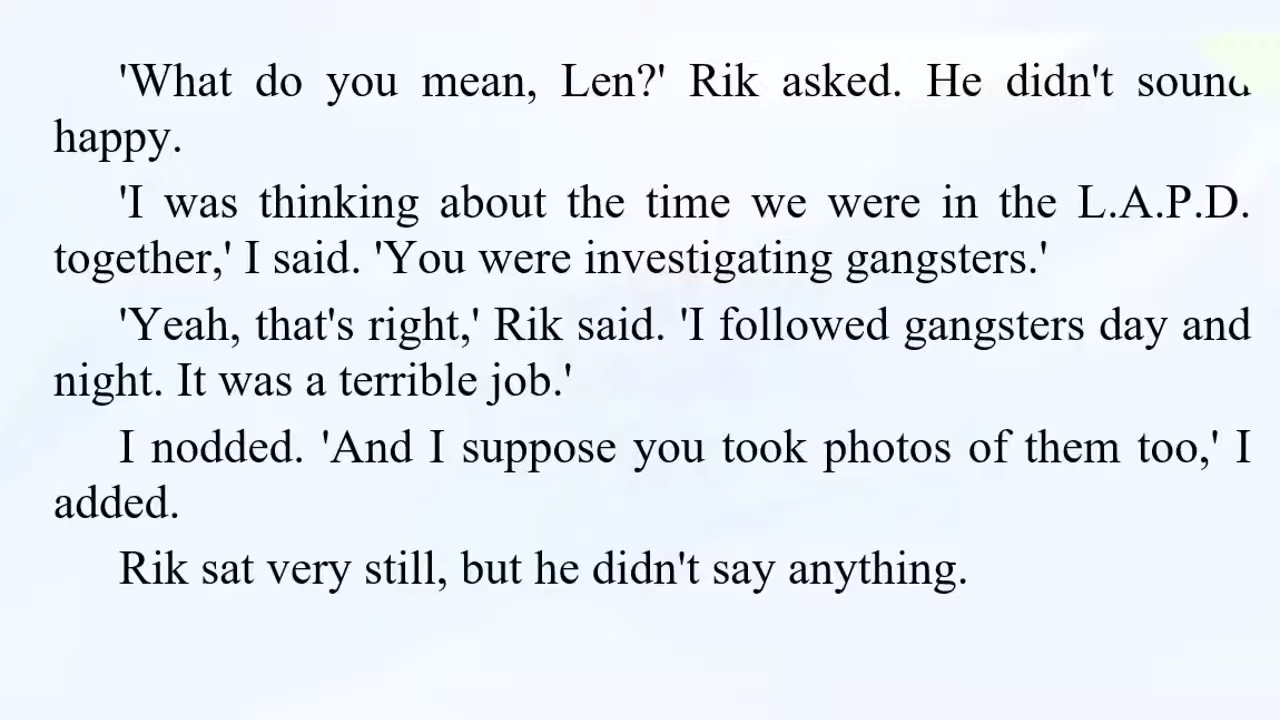 'What do you mean, Len?' Rik asked. He didn't sound
happy.
'I was thinking about the time we were in the L.A.P.D.
together,' I said. 'You were investigating gangsters.'
'Yeah, that's right,' Rik said. 'I followed gangsters day and
night. It was a terrible job.'
I nodded. 'And I suppose you took photos of them too,' I
added.
Rik sat very still, but he didn't say anything.